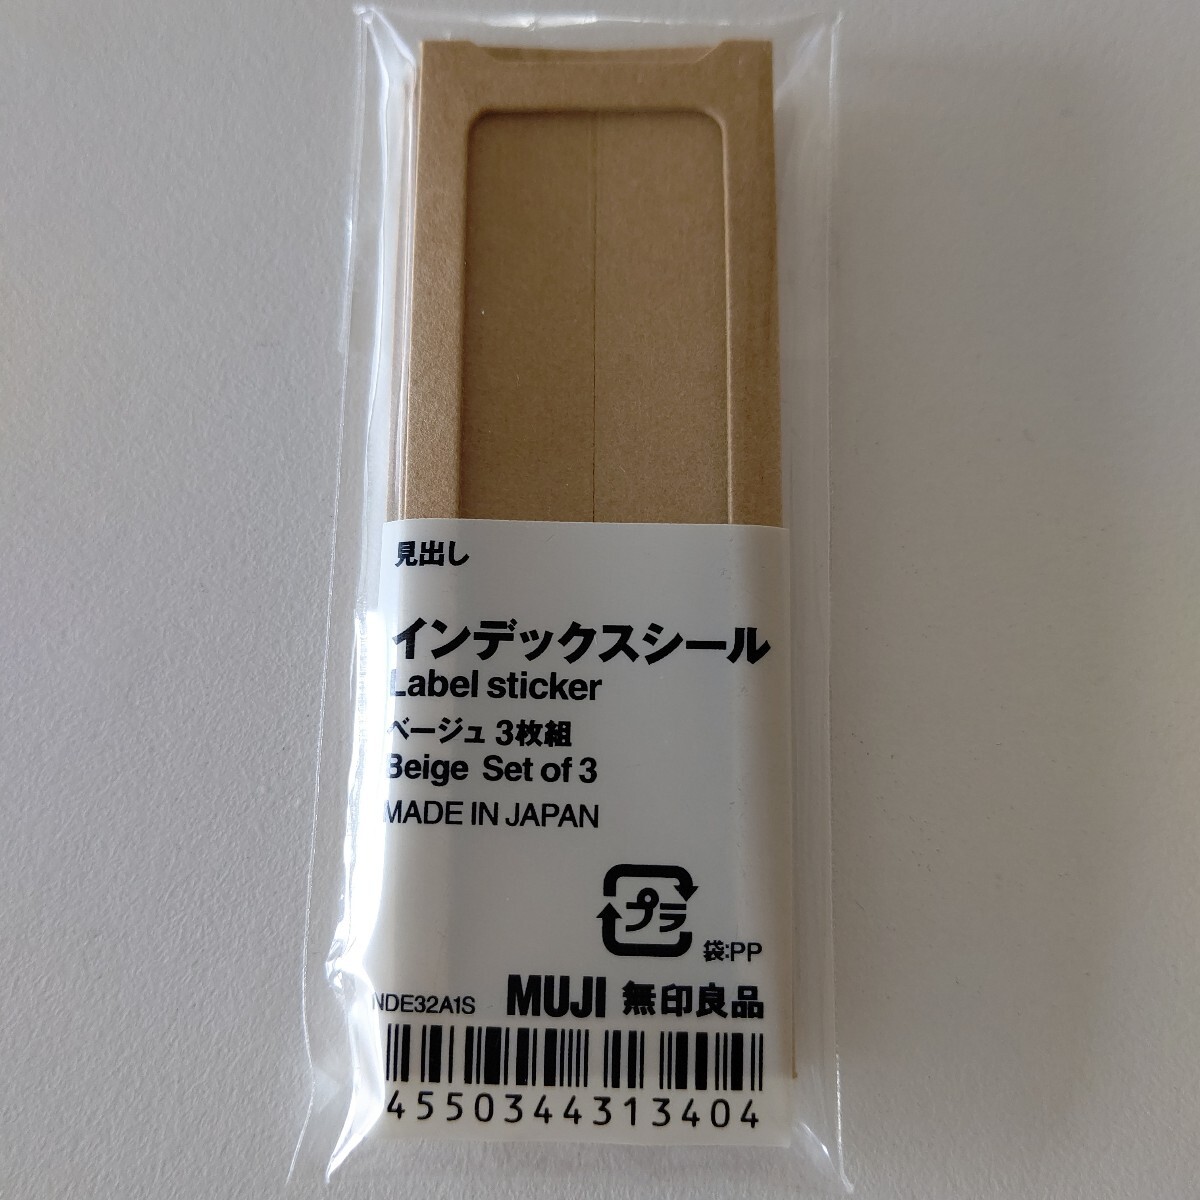 見出し
インデックスシール
Label sticker
ベージュ 3枚組
Beige Set of 3
MADE IN JAPAN
プラ
袋:PP
NDE32A1S MUJI 無印良品
4550344313404